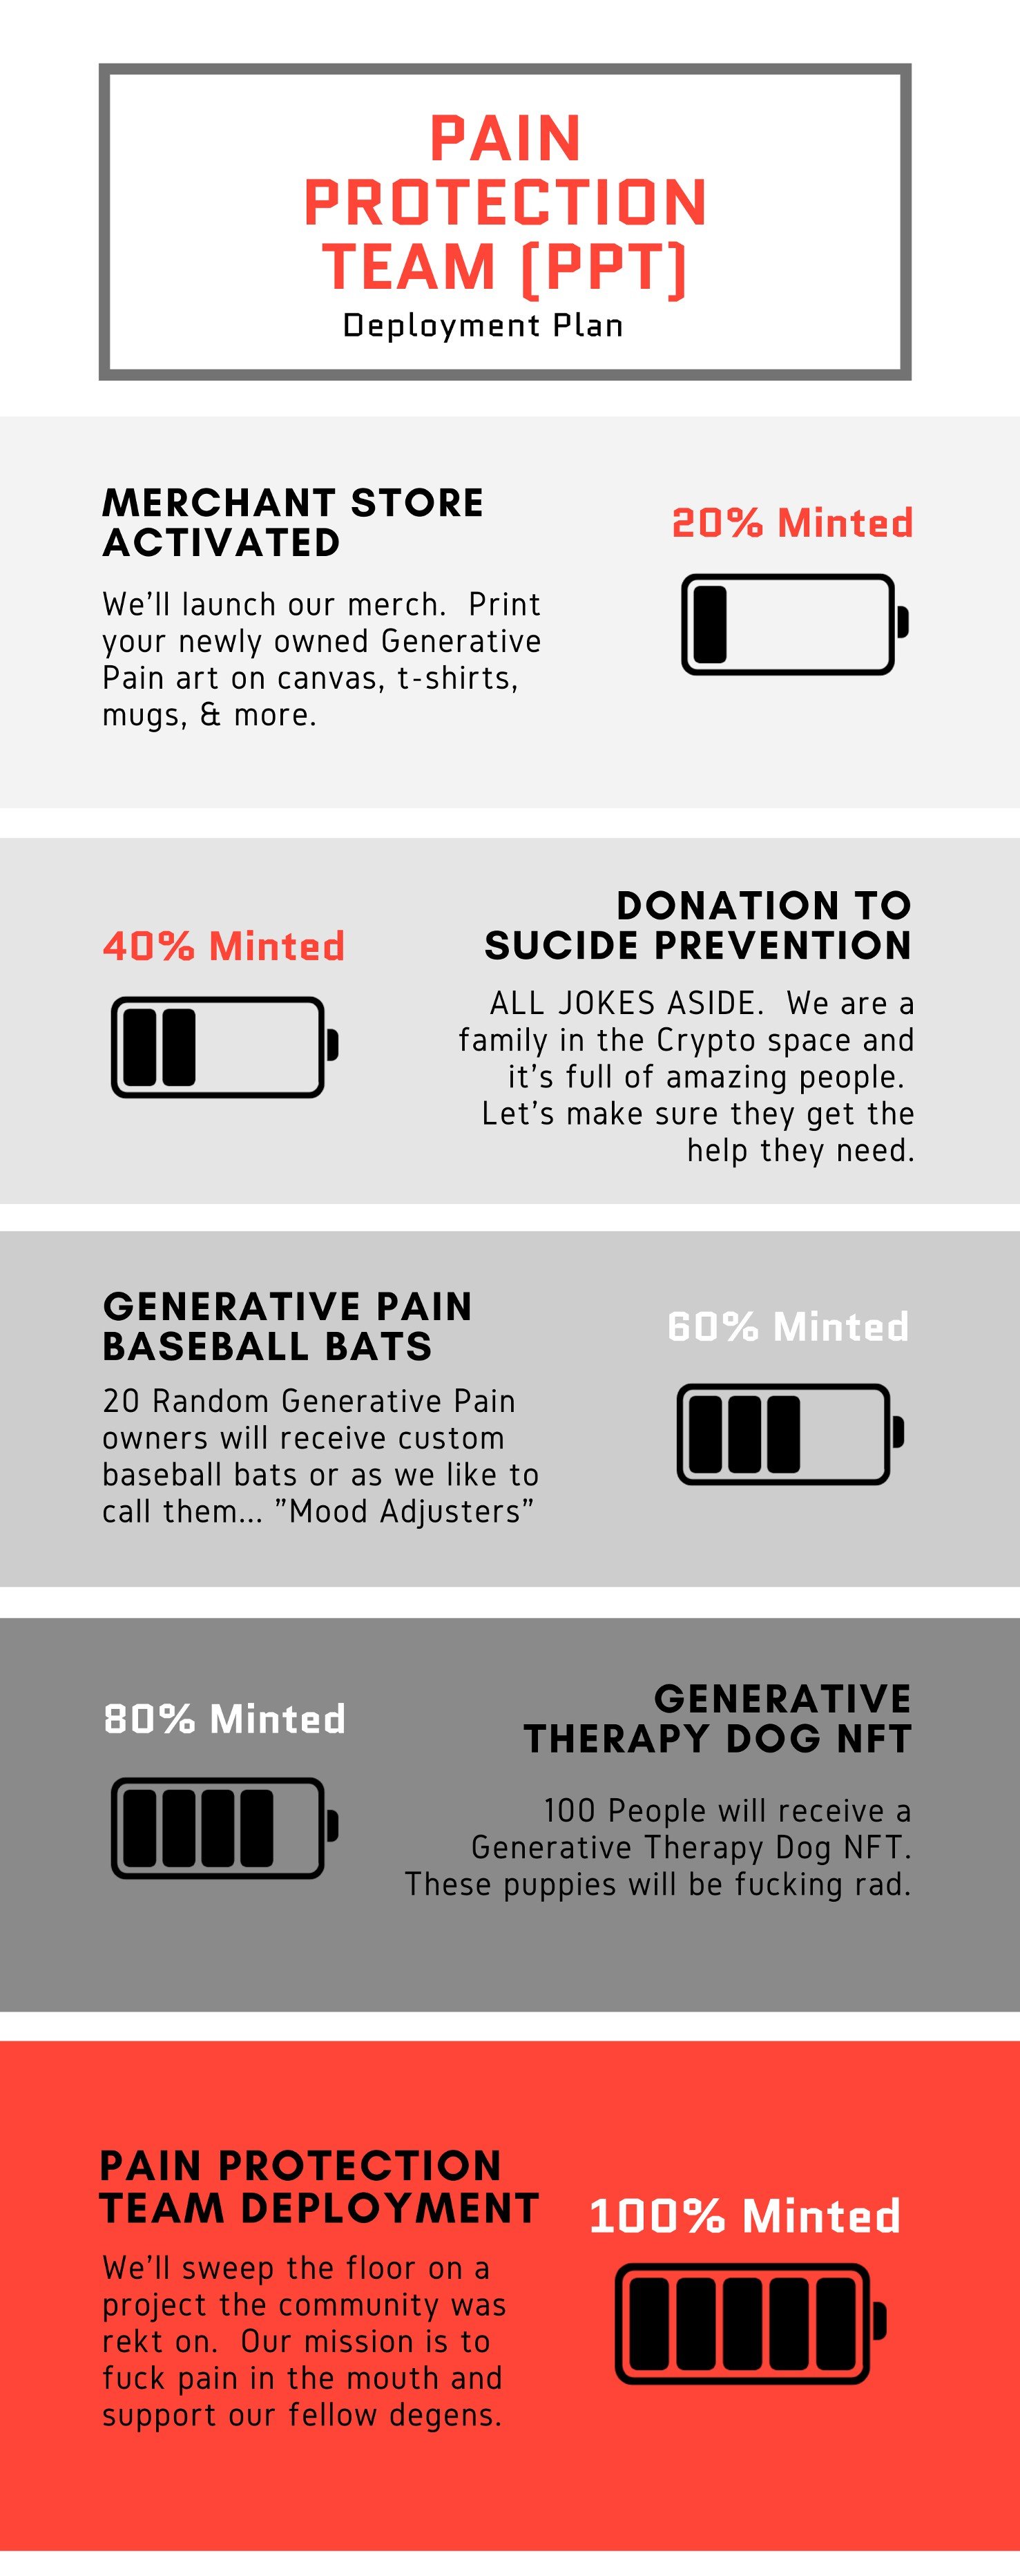 PAIN
PROTECTION
TEAM [PPT]
Deployment Plan
MERCHANT STORE
ACTIVATED
We'll launch our merch.  Print
your newly owned Generative
Pain art on canvas, t-shirts,
mugs, & more.
20% Minted
40% Minted
DONATION TO
SUCIDE PREVENTION
ALL JOKES ASIDE.  We are a
family in the Crypto space and
it's full of amazing people.
Let's make sure they get the
help they need.
GENERATIVE PAIN
BASEBALL BATS
20 Random Generative Pain
owners will receive custom
baseball bats or as we like to
call them... ”Mood Adjusters”
60% Minted
80% Minted
GENERATIVE
THERAPY DOG NFT
100 People will receive a
Generative Therapy Dog NFT.
These puppies will be fucking rad.
PAIN PROTECTION
TEAM DEPLOYMENT
We'll sweep the floor on a
project the community was
rekt on.  Our mission is to
fuck pain in the mouth and
support our fellow degens.
100% Minted